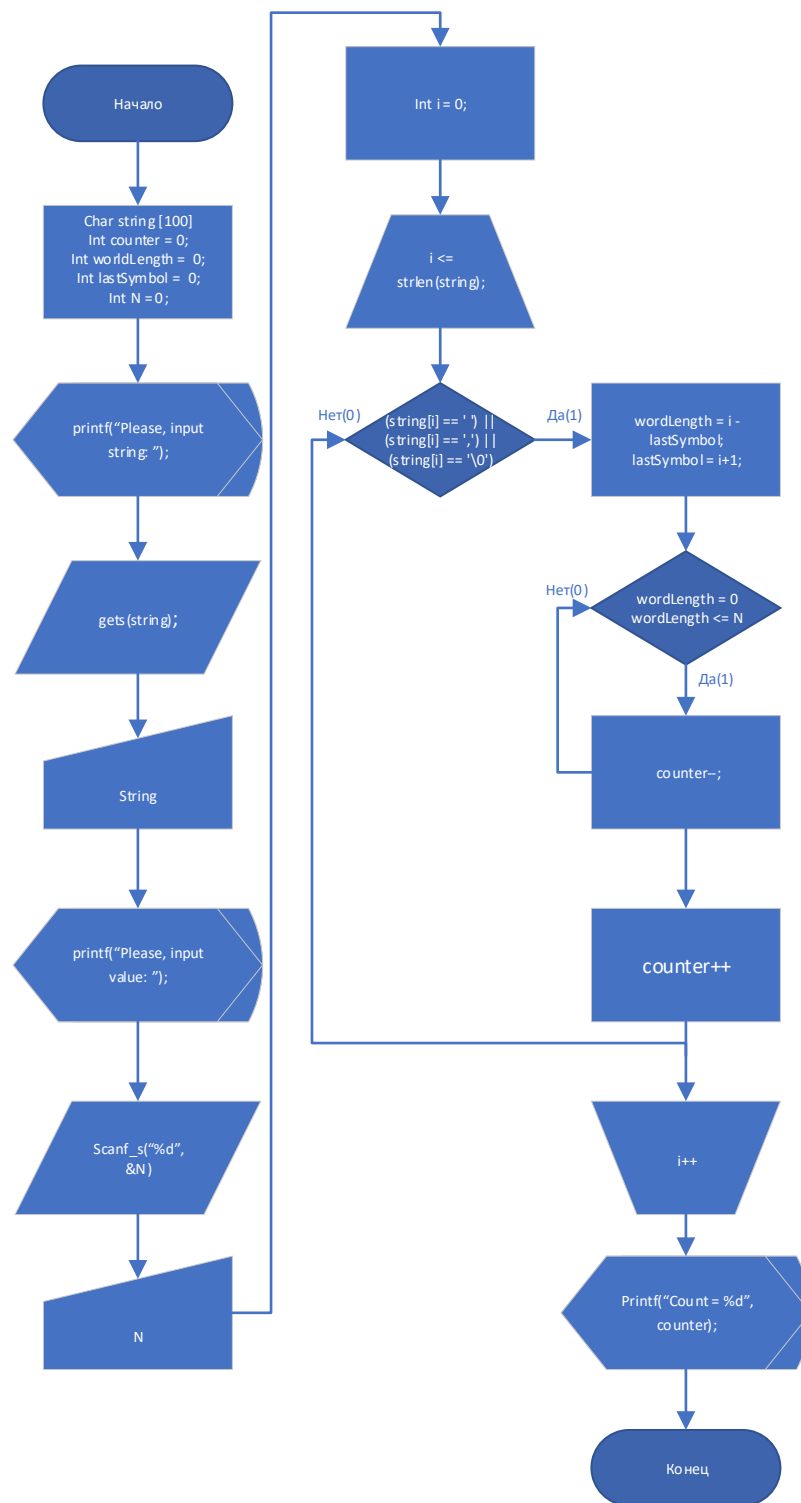 Начало
Char string [100]
Int counter = 0;
Int worldLength = 0;
Int lastSymbol = 0;
Int N = 0;
printf(“Please, input
string: ”);
gets(string);
String
printf(“Please, input
value: ”);
Scanf_s(“%d”,
&N)
N
Int i = 0;
i <=
strlen(string);
Нет(0)
(string[i] == ' ') ||
(string[i] == ',') ||
(string[i] == '\0')
Да(1)
wordLength = i -
lastSymbol;
lastSymbol = i+1;
Нет(0)
wordLength = 0
wordLength <= N
Да(1)
counter--;
counter++
i++
Printf(“Count = %d”,
counter);
Конец